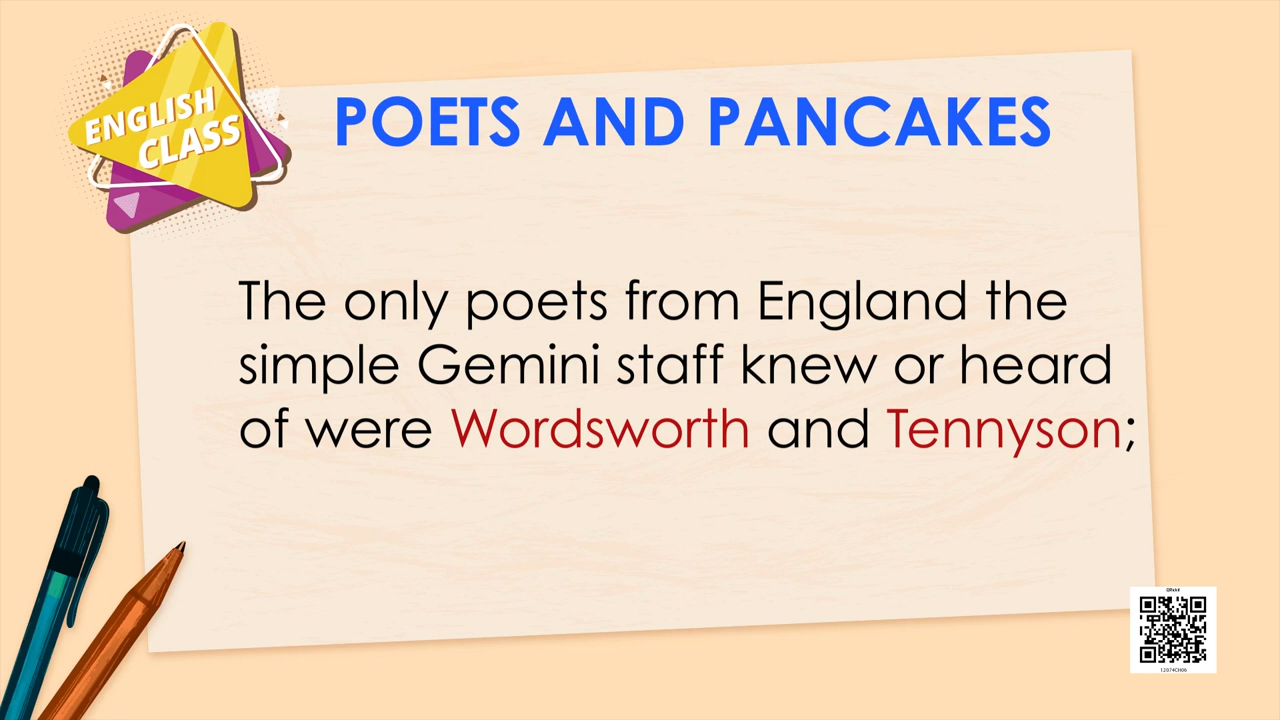 ENGLISH
CLASS
POETS AND PANCAKES
The only poets from England the
simple Gemini staff knew or heard
of were Wordsworth and Tennyson;
12074CH06